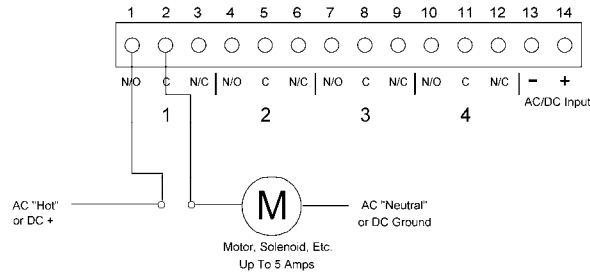 1 2 3 4 5 6 7 8 9 10 11 12 13 14
N/O C N/C N/O C N/C N/O C N/C N/O C N/C − +
AC/DC Input
1 2 3 4
AC "Hot"
or DC +
M
AC "Neutral"
or DC Ground
Motor, Solenoid, Etc.
Up To 5 Amps